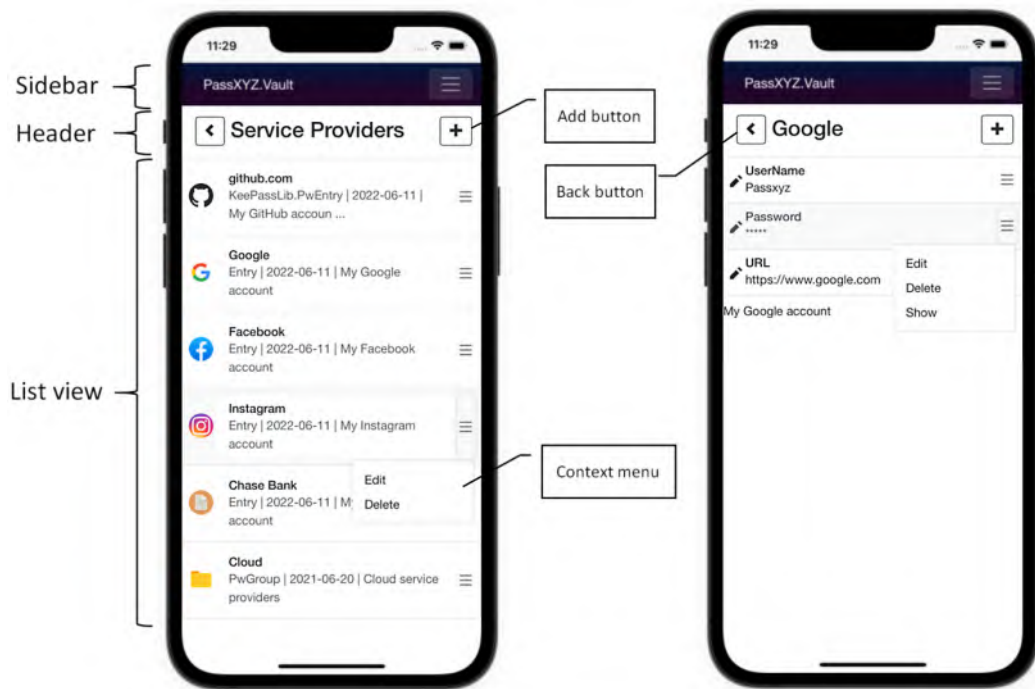 Sidebar
Header
List view
11:29
PassXYZ.Vault
Service Providers
+
github.com
KeePassLib.PwEntry | 2022-06-11 |
My GitHub accoun ...
Google
Entry | 2022-06-11 | My Google
account
Facebook
Entry | 2022-06-11 | My Facebook
account
Instagram
Entry | 2022-06-11 | My Instagram
account
Chase Bank
Entry | 2022-06-11 | M
account
Edit
Delete
Cloud
PwGroup | 2021-06-20 | Cloud service
providers
Add button
Back button
Context menu
11:29
PassXYZ.Vault
Google
+
UserName
Passxyz
Password
*****
URL
https://www.google.com
My Google account
Edit
Delete
Show